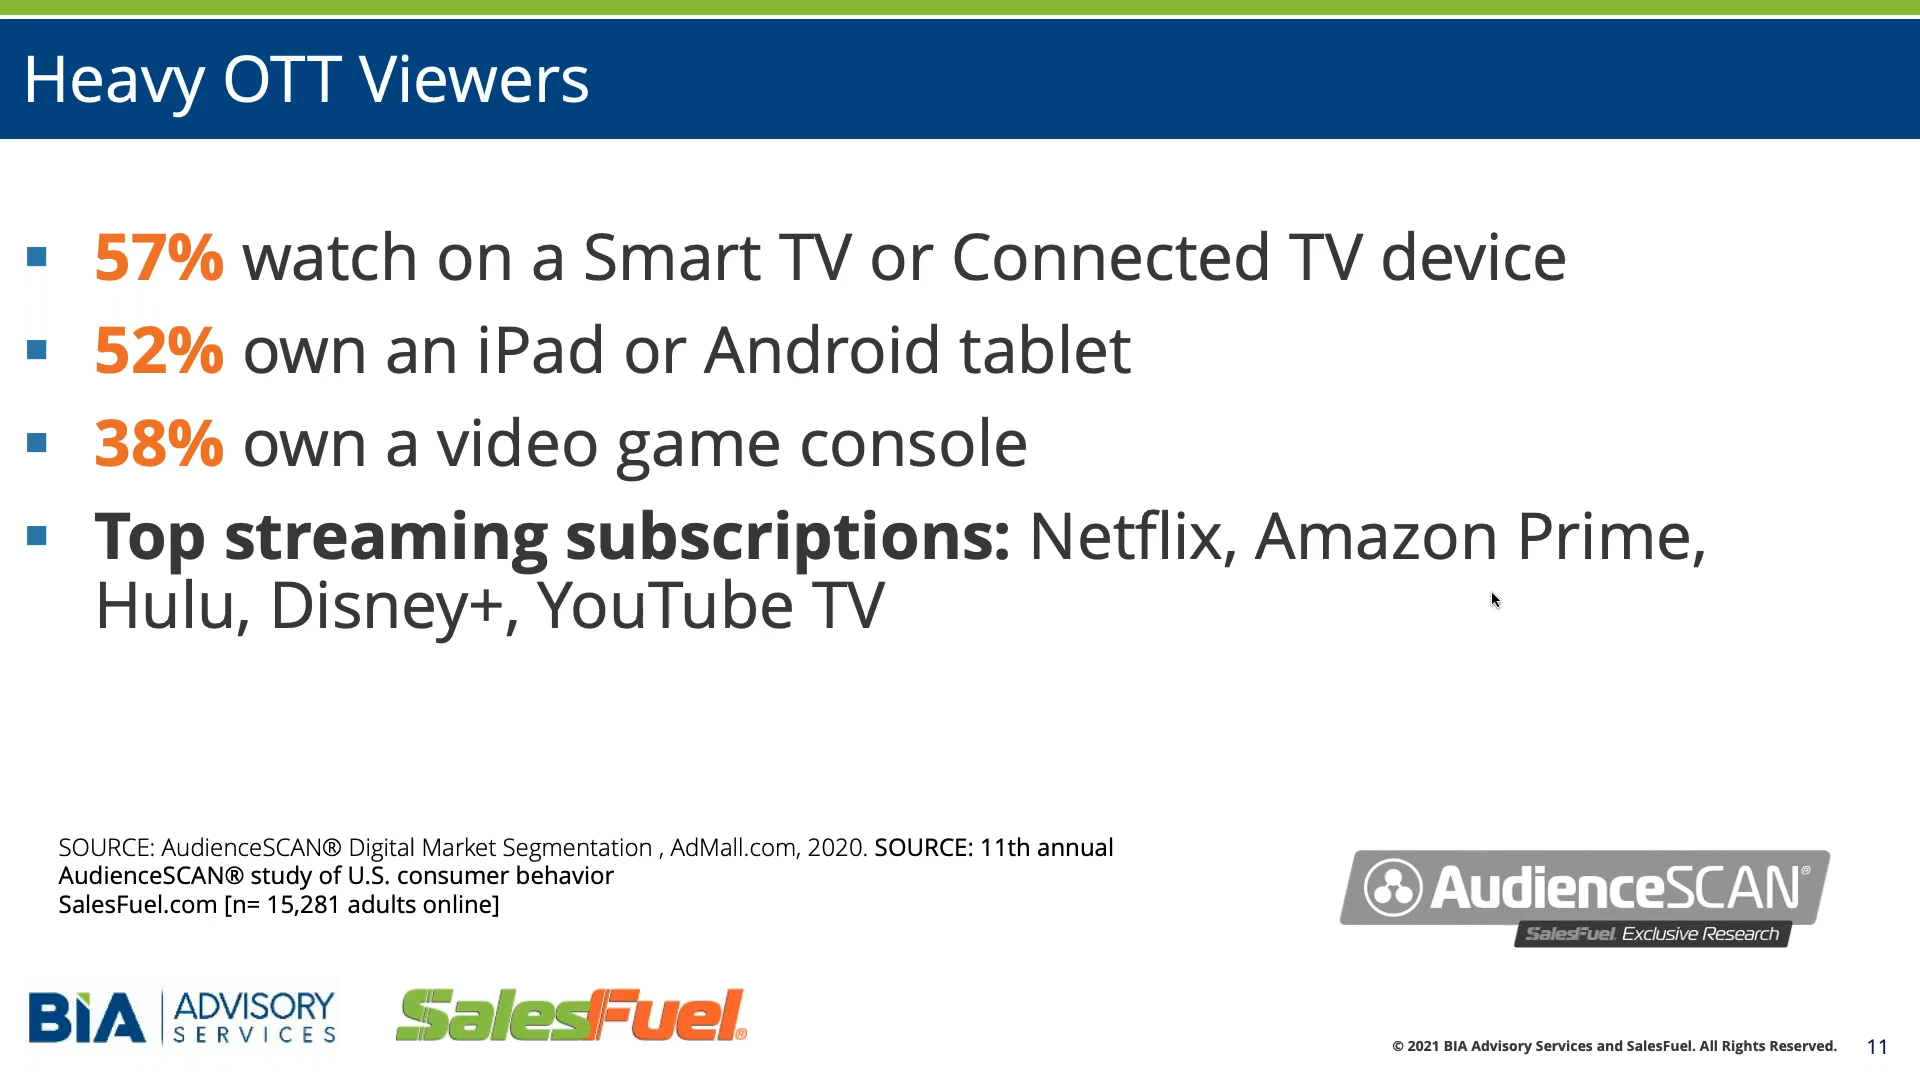 Heavy OTT Viewers
57% watch on a Smart TV or Connected TV device
52% own an iPad or Android tablet
38% own a video game console
Top streaming subscriptions: Netflix, Amazon Prime,
Hulu, Disney+, YouTube TV
SOURCE: AudienceSCAN® Digital Market Segmentation , AdMall.com, 2020. SOURCE: 11th annual
AudienceSCAN® study of U.S. consumer behavior
SalesFuel.com [n= 15,281 adults online]
AudienceSCAN®
SalesFuel. Exclusive Research
BIA ADVISORY
SERVICES
SalesFuel®
© 2021 BIA Advisory Services and SalesFuel. All Rights Reserved. 11